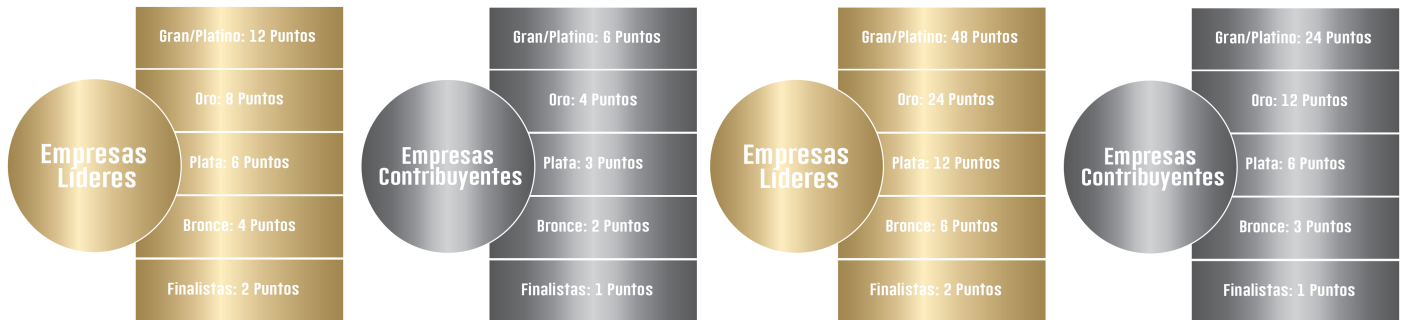 Empresas
Líderes
Gran/Platino: 12 Puntos
Oro: 8 Puntos
Plata: 6 Puntos
Bronce: 4 Puntos
Finalistas: 2 Puntos
Empresas
Contribuyentes
Gran/Platino: 6 Puntos
Oro: 4 Puntos
Plata: 3 Puntos
Bronce: 2 Puntos
Finalistas: 1 Puntos
Empresas
Líderes
Gran/Platino: 48 Puntos
Oro: 24 Puntos
Plata: 12 Puntos
Bronce: 6 Puntos
Finalistas: 2 Puntos
Empresas
Contribuyentes
Gran/Platino: 24 Puntos
Oro: 12 Puntos
Plata: 6 Puntos
Bronce: 3 Puntos
Finalistas: 1 Puntos